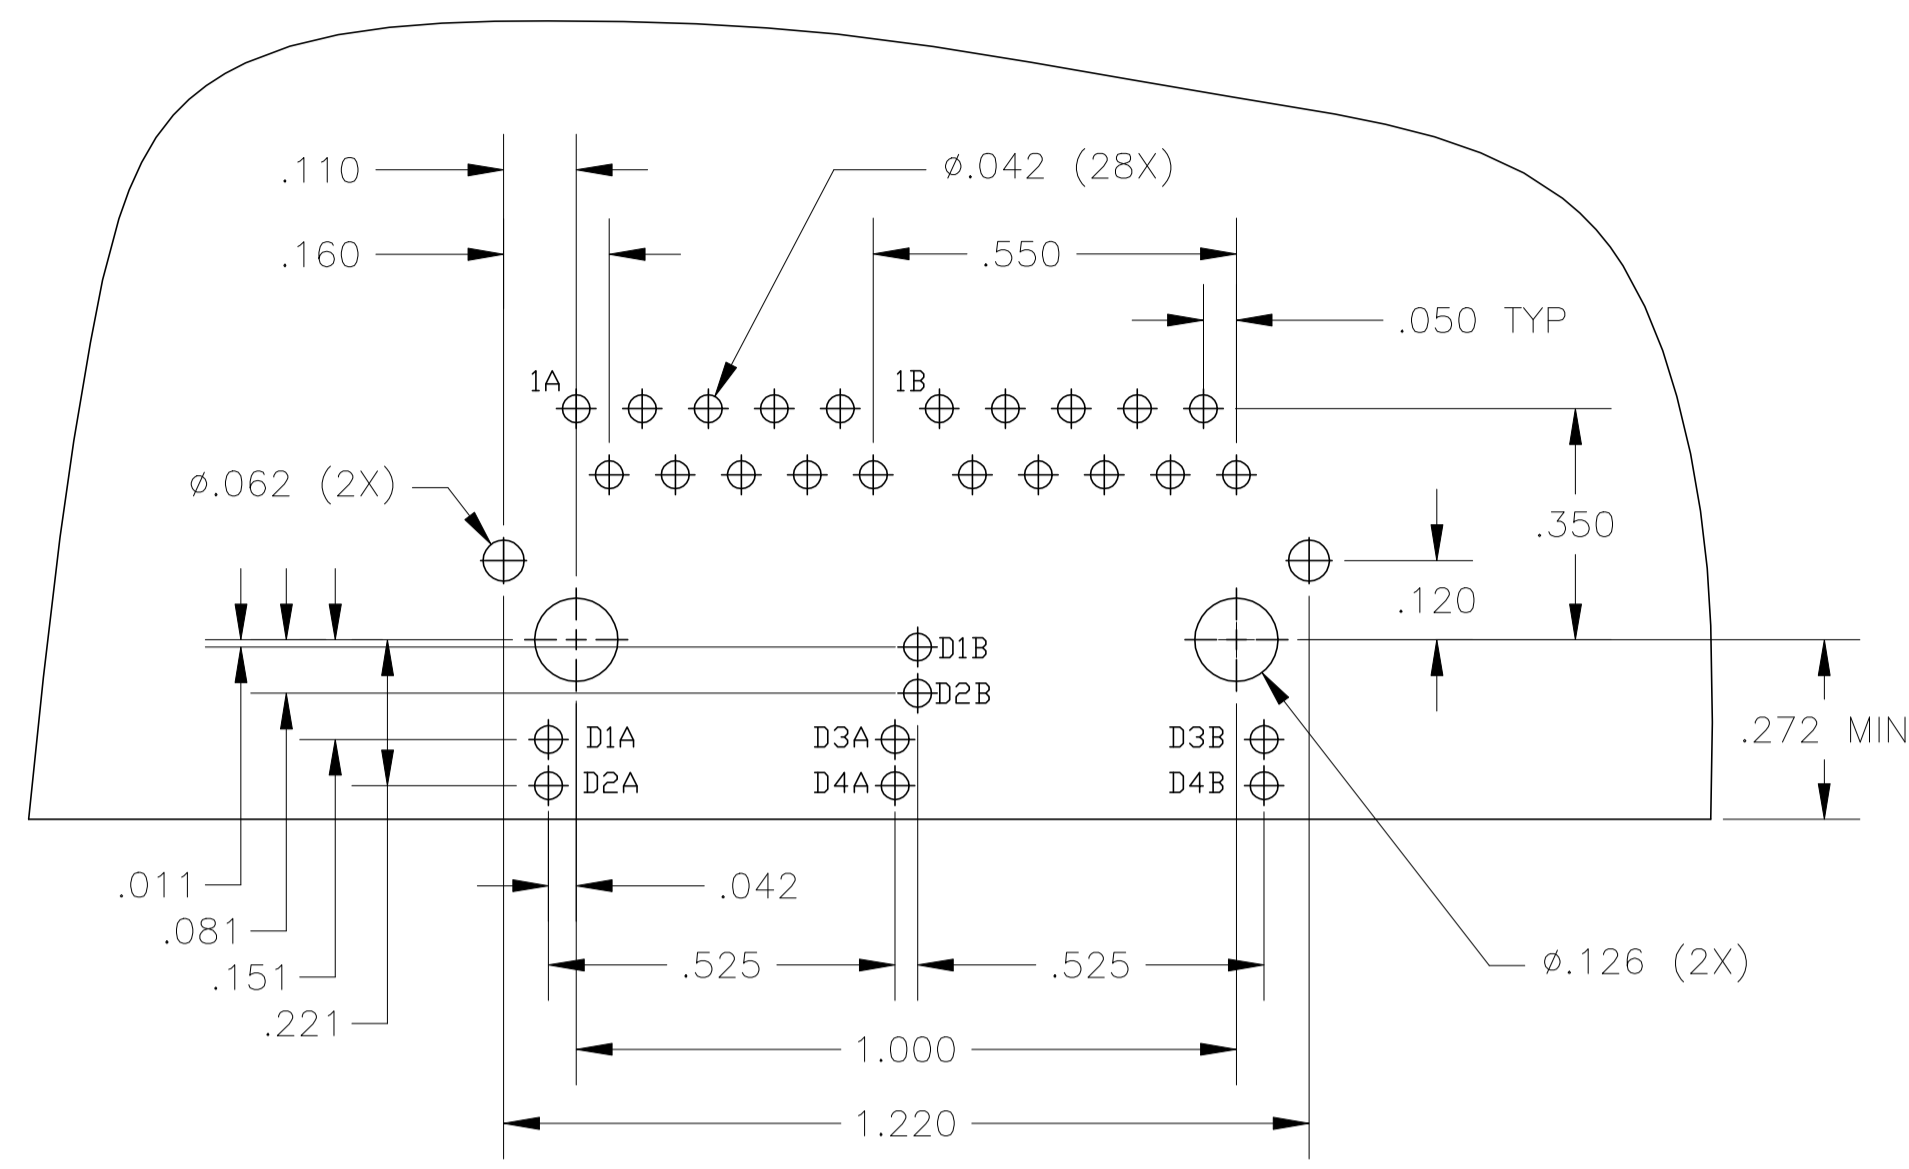 .110
ø.042 (28X)
.160
.550
.050 TYP
1A
1B
ø.062 (2X)
.350
.120
D1B
D2B
.272 MIN
D1A
D3A
D3B
D2A
D4A
D4B
.011
.042
.081
.525
.525
ø.126 (2X)
.151
.221
1.000
1.220